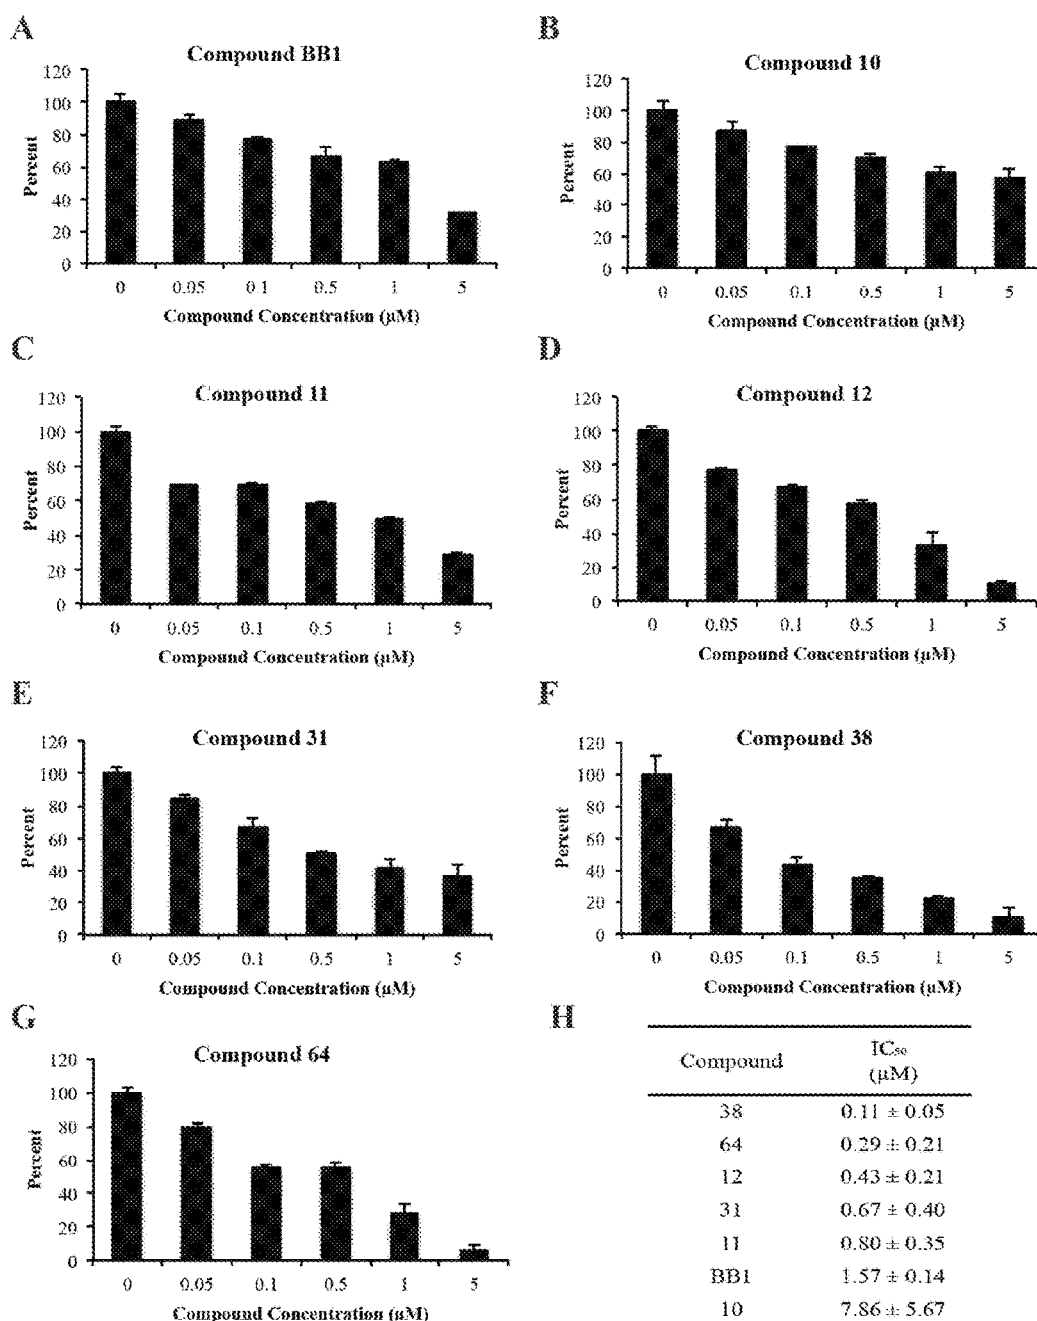 A
Compound BB1
120
100
80
60
40
20
0
Percent
0 0.05 0.1 0.5 1 5
Compound Concentration (µM)
B
Compound 10
120
100
80
60
40
20
0
Percent
0 0.05 0.1 0.5 1 5
Compound Concentration (µM)
C
Compound 11
120
100
80
60
40
20
0
Percent
0 0.05 0.1 0.5 1 5
Compound Concentration (µM)
D
Compound 12
120
100
80
60
40
20
0
Percent
0 0.05 0.1 0.5 1 5
Compound Concentration (µM)
E
Compound 31
120
100
80
60
40
20
0
Percent
0 0.05 0.1 0.5 1 5
Compound Concentration (µM)
F
Compound 38
120
100
80
60
40
20
0
Percent
0 0.05 0.1 0.5 1 5
Compound Concentration (µM)
G
Compound 64
120
100
80
60
40
20
0
Percent
0 0.05 0.1 0.5 1 5
Compound Concentration (µM)
H
Compound IC₅₀ (µM)
38 0.11 ± 0.05
64 0.29 ± 0.21
12 0.43 ± 0.21
31 0.67 ± 0.40
11 0.80 ± 0.35
BB1 1.57 ± 0.14
10 7.86 ± 5.67